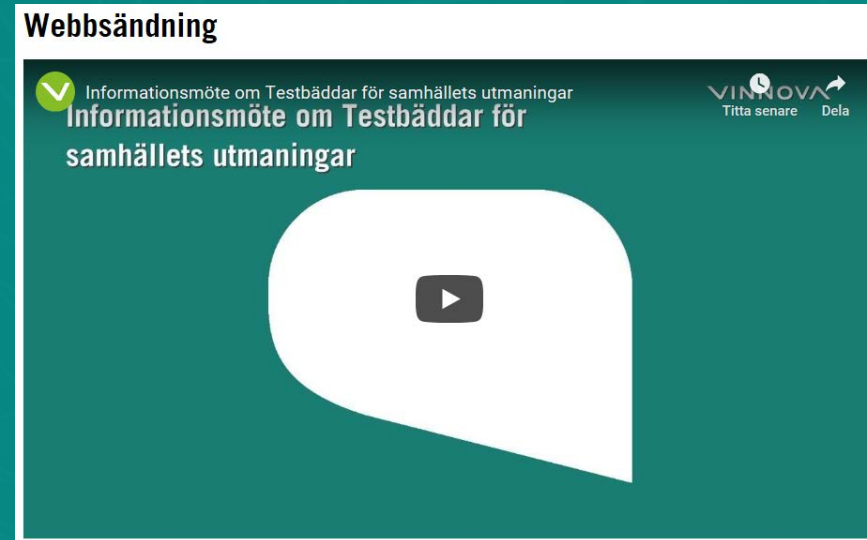 Webbsändning
Informationsmöte om Testbäddar för samhällets utmaningar
VINNOVA
Titta senare Dela
Informationsmöte om Testbäddar för
samhällets utmaningar